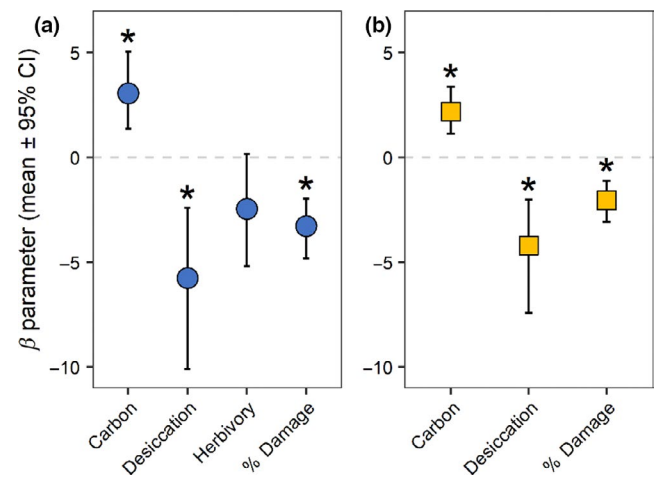 (a)
(b)
β parameter (mean ± 95% CI)
5
0
−5
−10
* * *
Carbon
Desiccation
Herbivory
% Damage
5
0
−5
−10
* * *
Carbon
Desiccation
% Damage